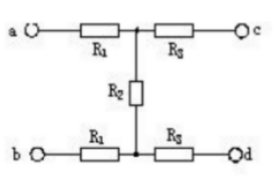 a R₁ R₃ c
R₂
b R₁ R₃ d